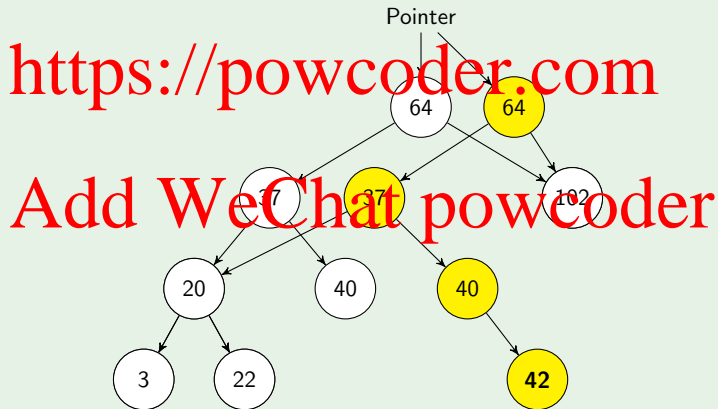 Pointer
https://powcoder.com
64 64
Add WeChat powcoder
37 37 102
20 40 40
3 22 42